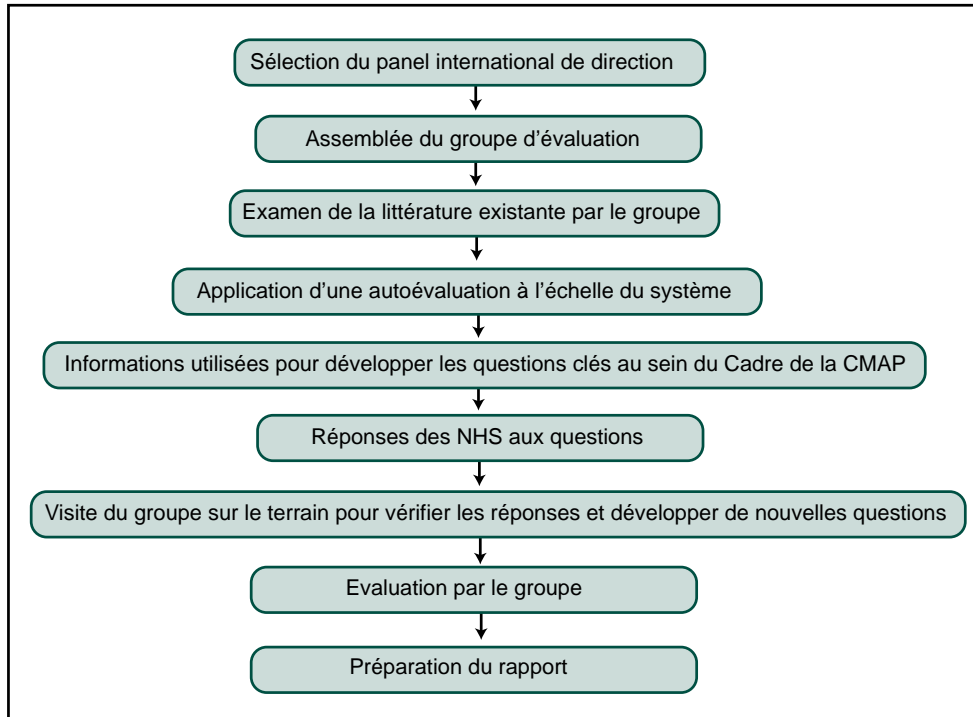 Sélection du panel international de direction
Assemblée du groupe d’évaluation
Examen de la littérature existante par le groupe
Application d’une autoévaluation à l’échelle du système
Informations utilisées pour développer les questions clés au sein du Cadre de la CMAP
Réponses des NHS aux questions
Visite du groupe sur le terrain pour vérifier les réponses et développer de nouvelles questions
Evaluation par le groupe
Préparation du rapport